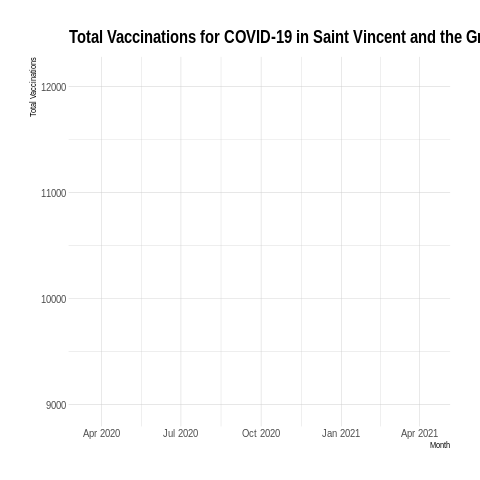 Total Vaccinations for COVID-19 in Saint Vincent and the Gr
Total Vaccinations
12000
11000
10000
9000
Apr 2020 Jul 2020 Oct 2020 Jan 2021 Apr 2021
Month